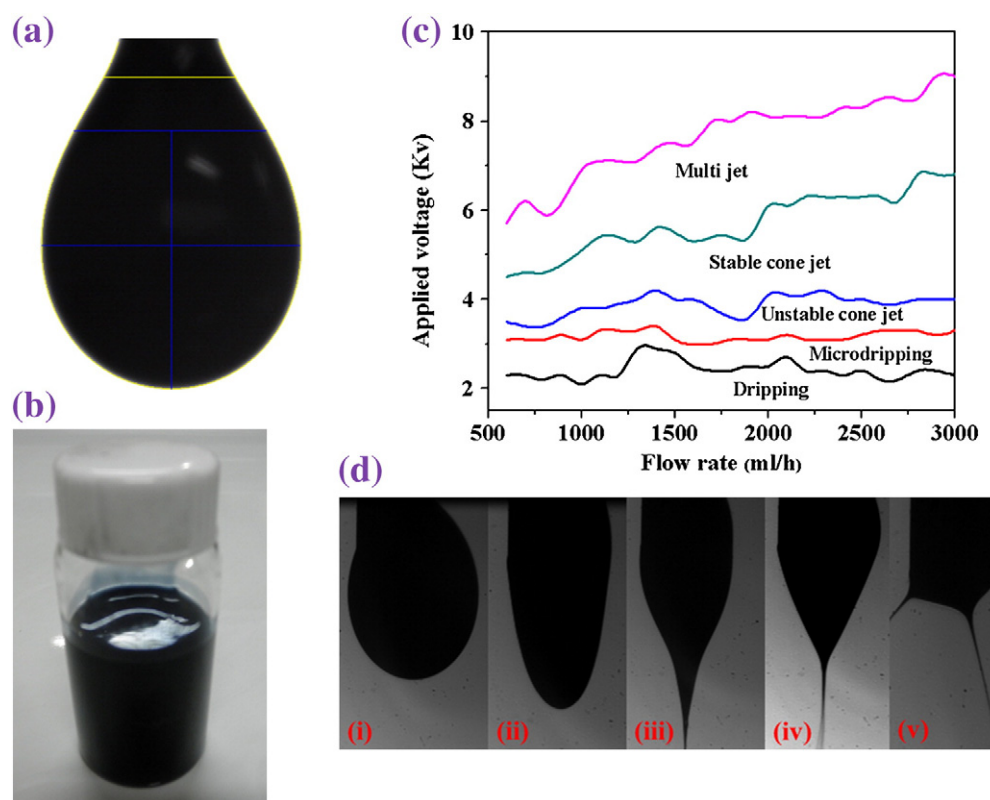 (a)
(b)
(c)
10
8
6
4
2
Applied voltage (Kv)
Multi jet
Stable cone jet
Unstable cone jet
Microdripping
Dripping
500 1000 1500 2000 2500 3000
Flow rate (ml/h)
(d)
(i) (ii) (iii) (iv) (v)